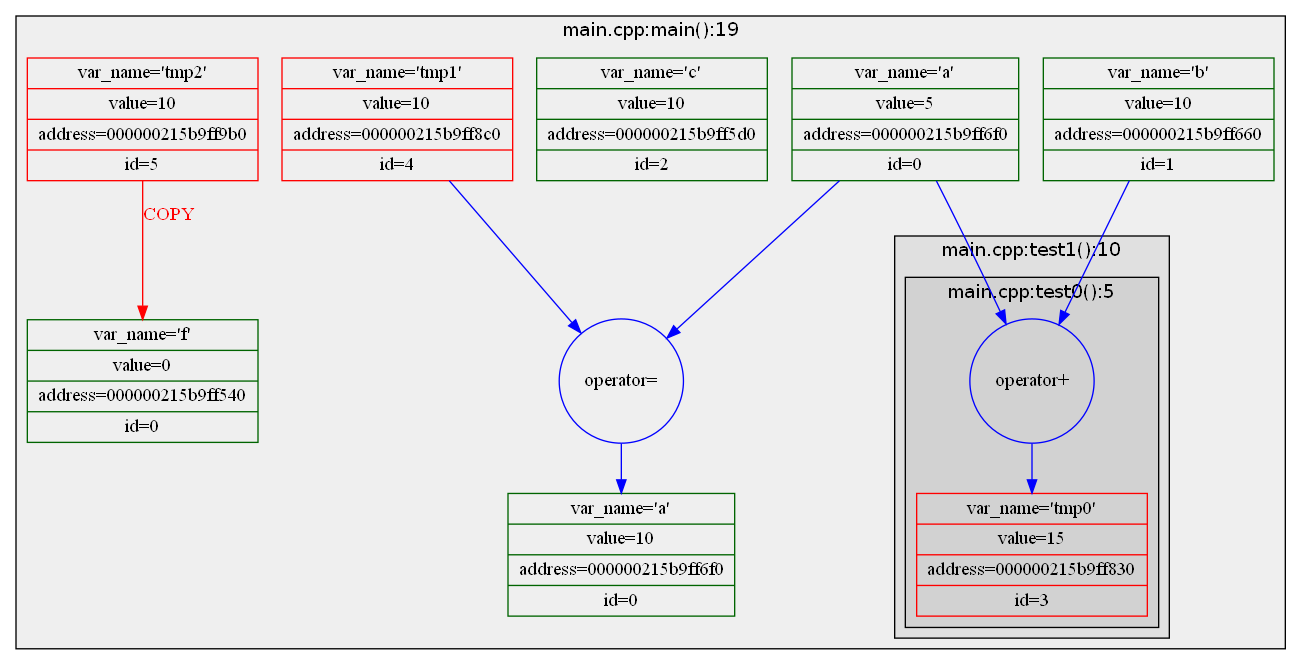 main.cpp:main():19
var_name='tmp2'
value=10
address=000000215b9ff9b0
id=5
var_name='tmp1'
value=10
address=000000215b9ff8c0
id=4
var_name='c'
value=10
address=000000215b9ff5d0
id=2
var_name='a'
value=5
address=000000215b9ff6f0
id=0
var_name='b'
value=10
address=000000215b9ff660
id=1
COPY
main.cpp:test1():10
main.cpp:test0():5
var_name='f'
value=0
address=000000215b9ff540
id=0
operator=
operator+
var_name='a'
value=10
address=000000215b9ff6f0
id=0
var_name='tmp0'
value=15
address=000000215b9ff830
id=3